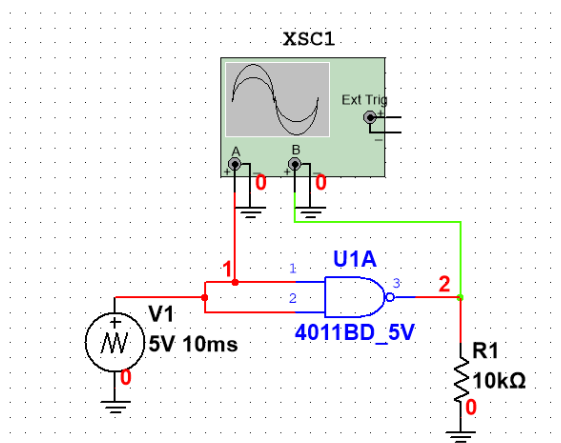 XSC1
Ext Trig
+
–
A
B
+
–
+
–
0
0
1
1
U1A
3
2
2
+
V1
5V 10ms
4011BD_5V
0
R1
10kΩ
0